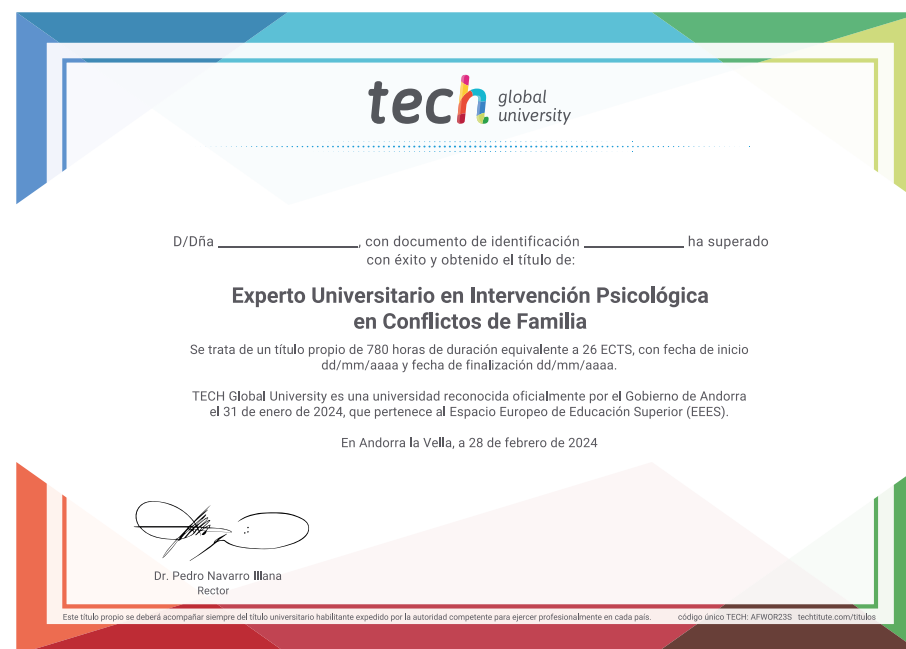 tech global university
D/Dña ____________________, con documento de identificación ______________ ha superado
con éxito y obtenido el título de:
Experto Universitario en Intervención Psicológica
en Conflictos de Familia
Se trata de un título propio de 780 horas de duración equivalente a 26 ECTS, con fecha de inicio
dd/mm/aaaa y fecha de finalización dd/mm/aaaa.
TECH Global University es una universidad reconocida oficialmente por el Gobierno de Andorra
el 31 de enero de 2024, que pertenece al Espacio Europeo de Educación Superior (EEES).
En Andorra la Vella, a 28 de febrero de 2024
Dr. Pedro Navarro Illana
Rector
Este título propio se deberá acompañar siempre del título universitario habilitante expedido por la autoridad competente para ejercer profesionalmente en cada país. código único TECH: AFWOR23S techtitute.com/titulos